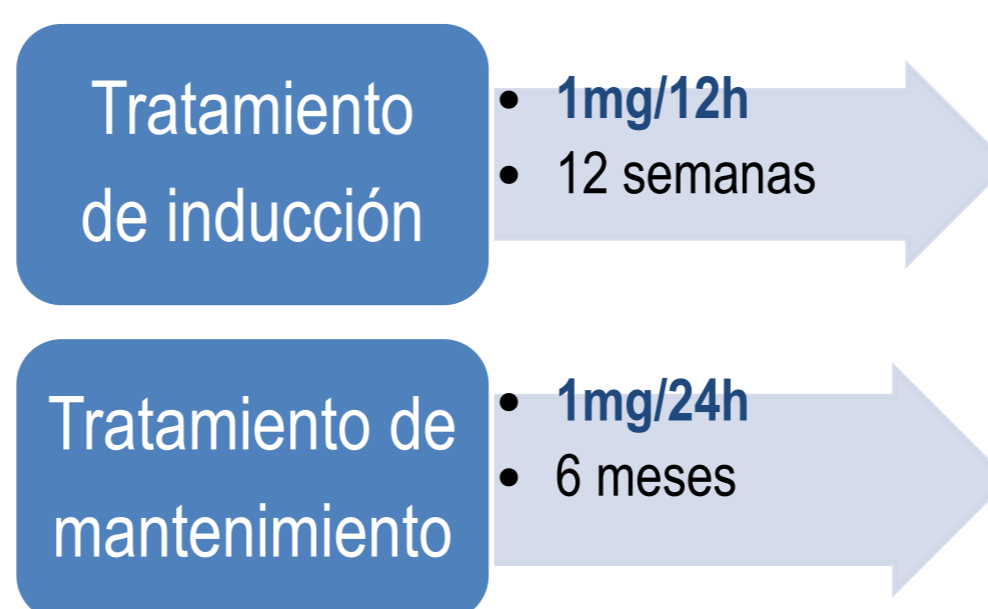 Tratamiento
de inducción
• 1mg/12h
• 12 semanas
Tratamiento de
mantenimiento
• 1mg/24h
• 6 meses